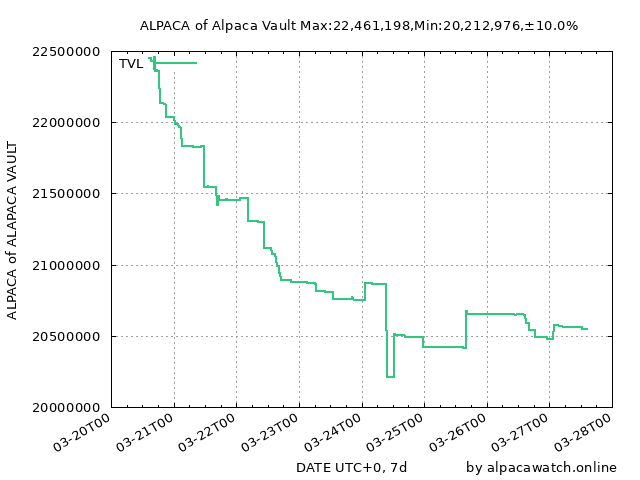 ALPACA of Alpaca Vault Max:22,461,198,Min:20,212,976,±10.0%
22500000
TVL
22000000
21500000
21000000
20500000
20000000
ALPACA of ALAPACA VAULT
03-20T00
03-21T00
03-22T00
03-23T00
03-24T00
03-25T00
03-26T00
03-27T00
03-28T00
DATE UTC+0, 7d
by alpacawatch.online